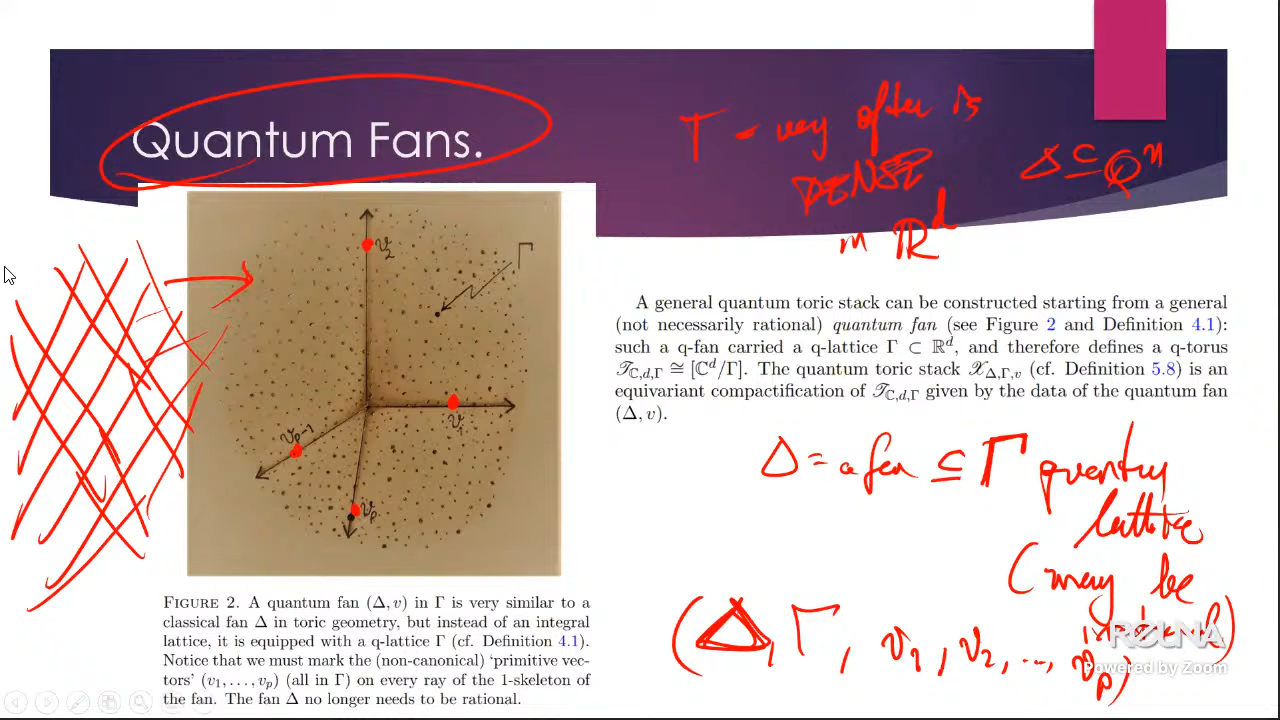 Quantum Fans.
Γ - very often is
DENSE
in ℝ^d
Δ ⊆ ℚ^n
v_2
Γ
v_1
v_{p-1}
v_p
A general quantum toric stack can be constructed starting from a general
(not necessarily rational) quantum fan (see Figure 2 and Definition 4.1):
such a q-fan carried a q-lattice Γ ⊂ ℝ^d, and therefore defines a q-torus
𝒯_{ℂ,d,Γ} ≅ [ℂ^d/Γ]. The quantum toric stack 𝒳_{Δ,Γ,v} (cf. Definition 5.8) is an
equivariant compactification of 𝒯_{ℂ,d,Γ} given by the data of the quantum fan
(Δ, v).
Δ = a fan ⊆ Γ quantum
lattice
(may be
(Δ, Γ, v_1, v_2, ..., v_p)
FIGURE 2. A quantum fan (Δ, v) in Γ is very similar to a
classical fan Δ in toric geometry, but instead of an integral
lattice, it is equipped with a q-lattice Γ (cf. Definition 4.1).
Notice that we must mark the (non-canonical) 'primitive vec-
tors' (v_1, . . . , v_p) (all in Γ) on every ray of the 1-skeleton of
the fan. The fan Δ no longer needs to be rational.
Powered by Zoom